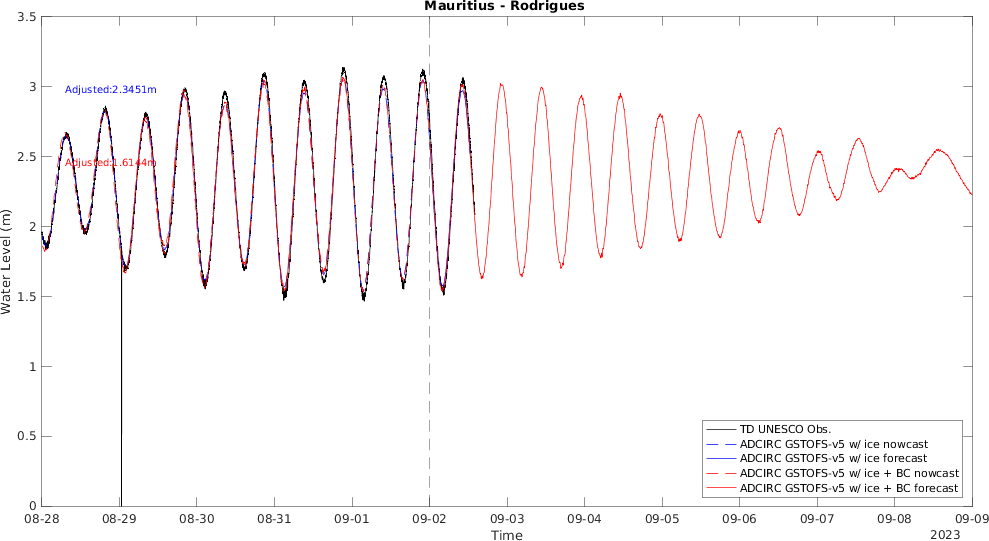 Mauritius - Rodrigues
3.5
3
2.5
2
1.5
1
0.5
0
Water Level (m)
Adjusted:2.3451m
Adjusted:1.6144m
TD UNESCO Obs.
ADCIRC GSTOFS-v5 w/ ice nowcast
ADCIRC GSTOFS-v5 w/ ice forecast
ADCIRC GSTOFS-v5 w/ ice + BC nowcast
ADCIRC GSTOFS-v5 w/ ice + BC forecast
08-28 08-29 08-30 08-31 09-01 09-02 09-03 09-04 09-05 09-06 09-07 09-08 09-09
Time
2023